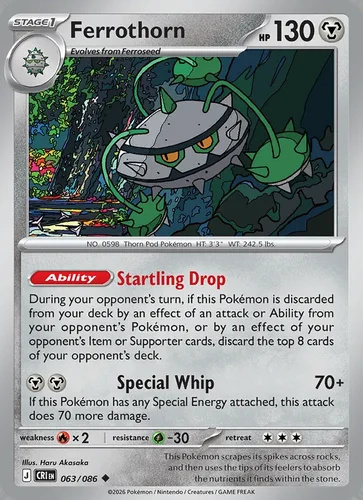 STAGE1 Ferrothorn HP 130
Evolves from Ferroseed
NO. 0598 Thorn Pod Pokémon HT: 3'3" WT: 242.5 lbs.
Ability Startling Drop
During your opponent's turn, if this Pokémon is discarded
from your deck by an effect of an attack or Ability from
your opponent's Pokémon, or by an effect of your
opponent's Item or Supporter cards, discard the top 8 cards
of your opponent's deck.
Special Whip 70+
If this Pokémon has any Special Energy attached, this attack
does 70 more damage.
weakness ×2 resistance -30 retreat
Illus. Haru Akasaka
J CRI EN 063/086
This Pokémon scrapes its spikes across rocks,
and then uses the tips of its feelers to absorb
the nutrients it finds within the stone.
©2026 Pokémon / Nintendo / Creatures / GAME FREAK